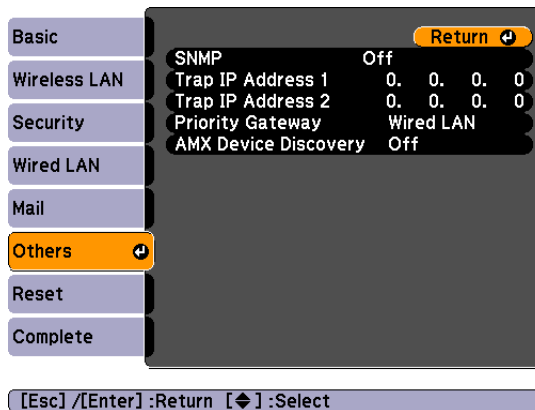 Basic
Wireless LAN
Security
Wired LAN
Mail
Others
Reset
Complete
Return
SNMP Off
Trap IP Address 1 0. 0. 0. 0
Trap IP Address 2 0. 0. 0. 0
Priority Gateway Wired LAN
AMX Device Discovery Off
[Esc] /[Enter] :Return [◆] :Select